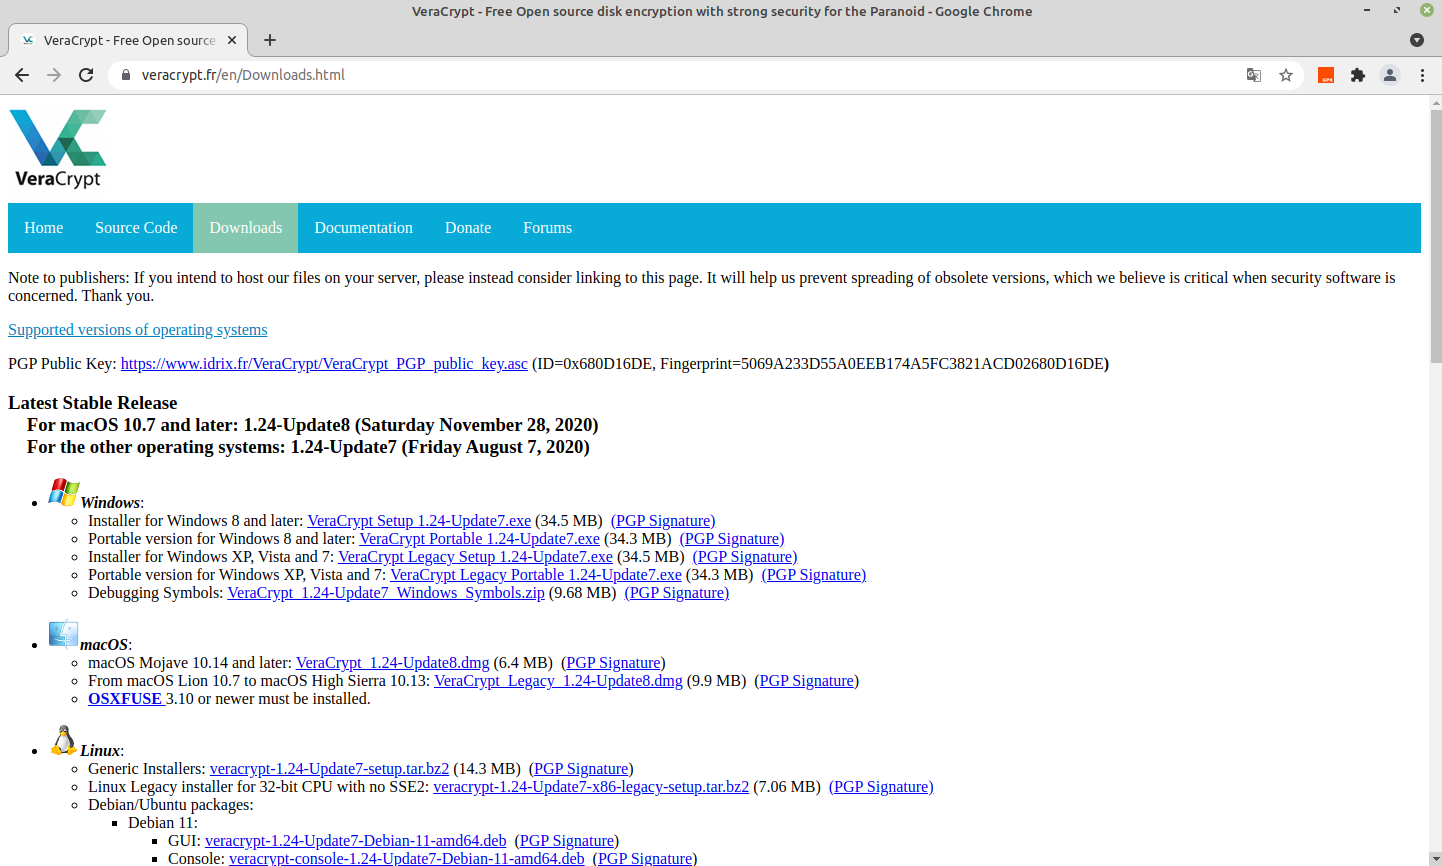 VeraCrypt - Free Open source disk encryption with strong security for the Paranoid - Google Chrome
VeraCrypt - Free Open source
veracrypt.fr/en/Downloads.html
VeraCrypt
Home Source Code Downloads Documentation Donate Forums
Note to publishers: If you intend to host our files on your server, please instead consider linking to this page. It will help us prevent spreading of obsolete versions, which we believe is critical when security software is
concerned. Thank you.
Supported versions of operating systems
PGP Public Key: https://www.idrix.fr/VeraCrypt/VeraCrypt_PGP_public_key.asc (ID=0x680D16DE, Fingerprint=5069A233D55A0EEB174A5FC3821ACD02680D16DE)
Latest Stable Release
For macOS 10.7 and later: 1.24-Update8 (Saturday November 28, 2020)
For the other operating systems: 1.24-Update7 (Friday August 7, 2020)
Windows:
Installer for Windows 8 and later: VeraCrypt Setup 1.24-Update7.exe (34.5 MB) (PGP Signature)
Portable version for Windows 8 and later: VeraCrypt Portable 1.24-Update7.exe (34.3 MB) (PGP Signature)
Installer for Windows XP, Vista and 7: VeraCrypt Legacy Setup 1.24-Update7.exe (34.5 MB) (PGP Signature)
Portable version for Windows XP, Vista and 7: VeraCrypt Legacy Portable 1.24-Update7.exe (34.3 MB) (PGP Signature)
Debugging Symbols: VeraCrypt_1.24-Update7_Windows_Symbols.zip (9.68 MB) (PGP Signature)
macOS:
macOS Mojave 10.14 and later: VeraCrypt_1.24-Update8.dmg (6.4 MB) (PGP Signature)
From macOS Lion 10.7 to macOS High Sierra 10.13: VeraCrypt_Legacy_1.24-Update8.dmg (9.9 MB) (PGP Signature)
OSXFUSE 3.10 or newer must be installed.
Linux:
Generic Installers: veracrypt-1.24-Update7-setup.tar.bz2 (14.3 MB) (PGP Signature)
Linux Legacy installer for 32-bit CPU with no SSE2: veracrypt-1.24-Update7-x86-legacy-setup.tar.bz2 (7.06 MB) (PGP Signature)
Debian/Ubuntu packages:
Debian 11:
GUI: veracrypt-1.24-Update7-Debian-11-amd64.deb (PGP Signature)
Console: veracrypt-console-1.24-Update7-Debian-11-amd64.deb (PGP Signature)